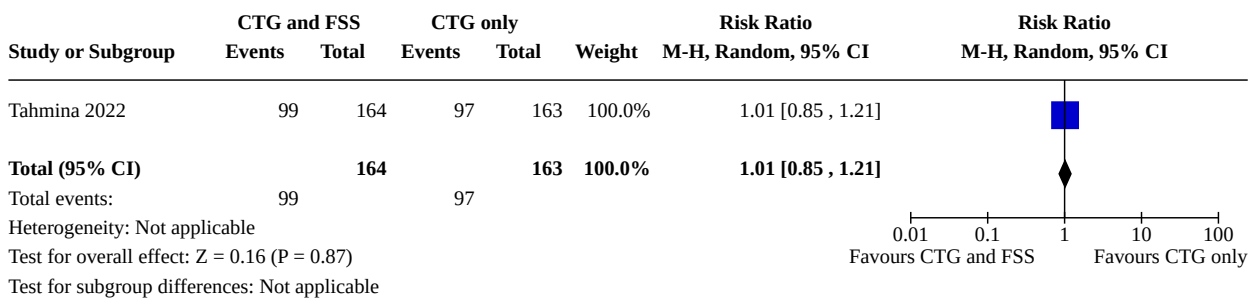 CTG and FSS CTG only Risk Ratio Risk Ratio
Study or Subgroup Events Total Events Total Weight M-H, Random, 95% CI M-H, Random, 95% CI
Tahmina 2022 99 164 97 163 100.0% 1.01 [0.85 , 1.21]
Total (95% CI) 164 163 100.0% 1.01 [0.85 , 1.21]
Total events: 99 97
Heterogeneity: Not applicable
0.01 0.1 1 10 100
Test for overall effect: Z = 0.16 (P = 0.87) Favours CTG and FSS Favours CTG only
Test for subgroup differences: Not applicable